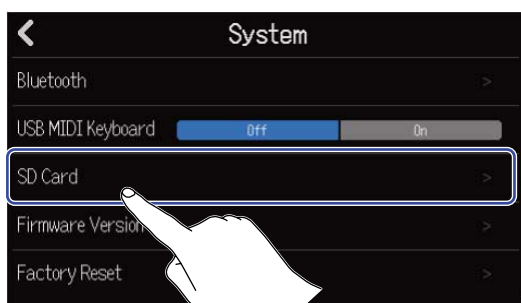 System
Bluetooth
USB MIDI Keyboard Off On
SD Card
Firmware Version
Factory Reset